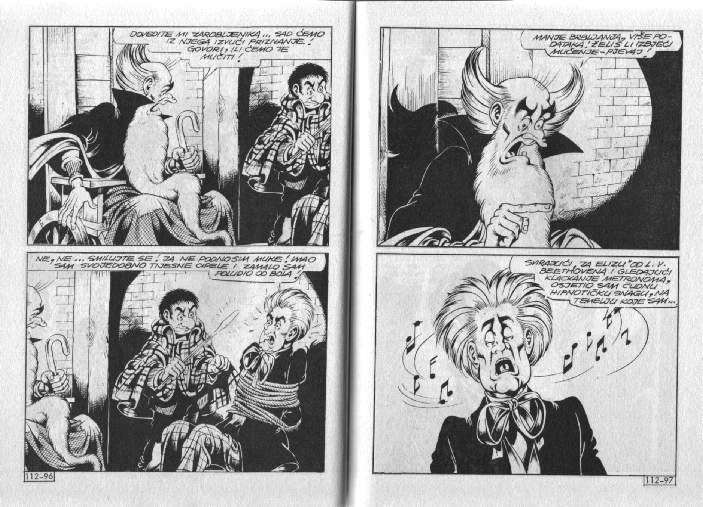 DOVEDITE MI ZAROBLJENIKA... SAD ĆEMO
IZ NJEGA IZVUĆI PRIZNANJE!
GOVORI, ILI ĆEMO TE
MUČITI!
NE, NE... SMILUJTE SE! JA NE PODNOSIM MUKE! IMAO
SAM SVOJEDOBNO TIJESNE CIPELE I ZAMALO SAM
POLUDIO OD BOLA!
112-96
MANJE BRBLJANJA, VIŠE PO-
DATAKA! ŽELIŠ LI IZBJEĆI
MUČENJE-PJEVAJ!
SVIRAJUĆI, ZA ELIZU OD L.V.
BEETHOVENA I GLEDAJUĆI
KLACKANJE METRONOMA,
OSJETIO SAM ČUDNU
HIPNOTIČKU SNAGU, NA
TEMELJU KOJE SAM...
112-97